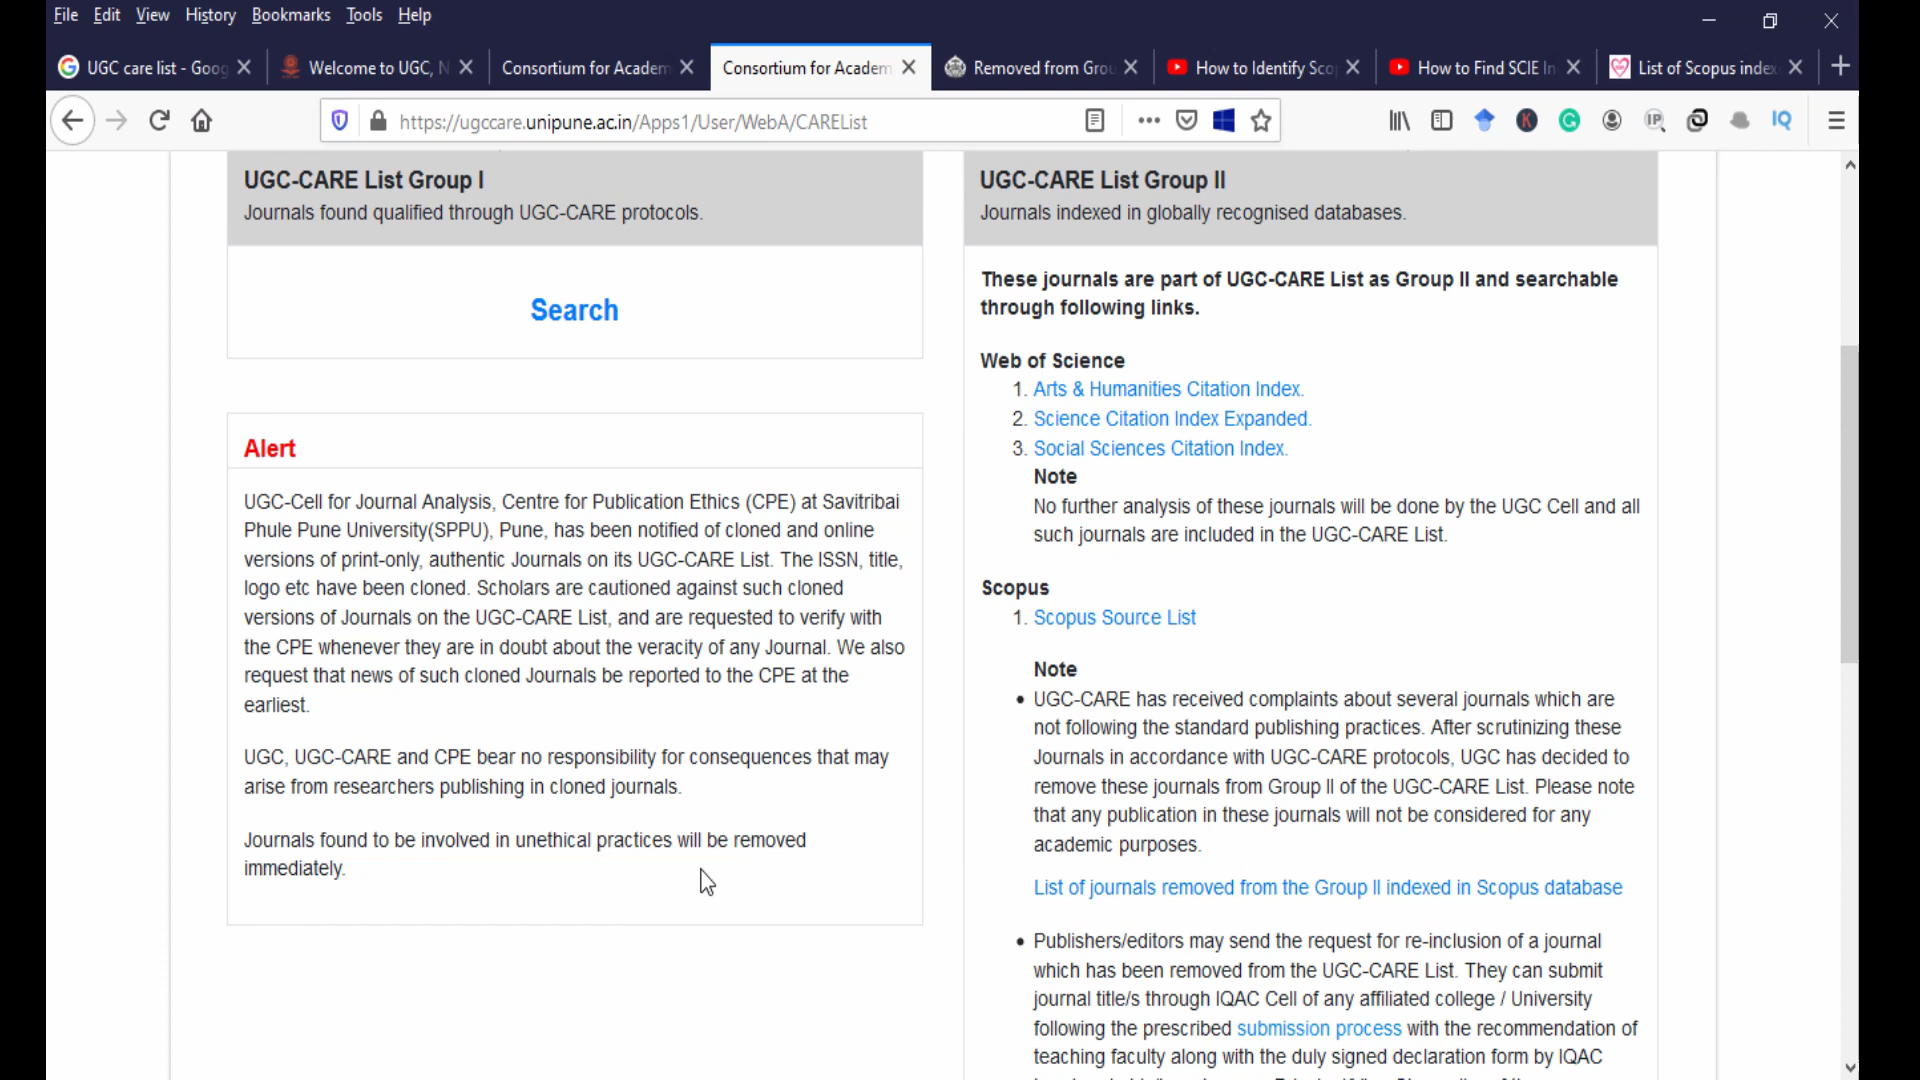 File Edit View History Bookmarks Tools Help
UGC care list - Goog
Welcome to UGC, N
Consortium for Academ
Consortium for Academ
Removed from Grou
How to Identify Sco
How to Find SCIE In
List of Scopus index
https://ugccare.unipune.ac.in/Apps1/User/WebA/CAREList
UGC-CARE List Group I
Journals found qualified through UGC-CARE protocols.
Search
Alert
UGC-Cell for Journal Analysis, Centre for Publication Ethics (CPE) at Savitribai
Phule Pune University(SPPU), Pune, has been notified of cloned and online
versions of print-only, authentic Journals on its UGC-CARE List. The ISSN, title,
logo etc have been cloned. Scholars are cautioned against such cloned
versions of Journals on the UGC-CARE List, and are requested to verify with
the CPE whenever they are in doubt about the veracity of any Journal. We also
request that news of such cloned Journals be reported to the CPE at the
earliest.
UGC, UGC-CARE and CPE bear no responsibility for consequences that may
arise from researchers publishing in cloned journals.
Journals found to be involved in unethical practices will be removed
immediately.
UGC-CARE List Group II
Journals indexed in globally recognised databases.
These journals are part of UGC-CARE List as Group II and searchable
through following links.
Web of Science
1. Arts & Humanities Citation Index.
2. Science Citation Index Expanded.
3. Social Sciences Citation Index.
Note
No further analysis of these journals will be done by the UGC Cell and all
such journals are included in the UGC-CARE List.
Scopus
1. Scopus Source List
Note
• UGC-CARE has received complaints about several journals which are
not following the standard publishing practices. After scrutinizing these
Journals in accordance with UGC-CARE protocols, UGC has decided to
remove these journals from Group II of the UGC-CARE List. Please note
that any publication in these journals will not be considered for any
academic purposes.
List of journals removed from the Group II indexed in Scopus database
• Publishers/editors may send the request for re-inclusion of a journal
which has been removed from the UGC-CARE List. They can submit
journal title/s through IQAC Cell of any affiliated college / University
following the prescribed submission process with the recommendation of
teaching faculty along with the duly signed declaration form by IQAC